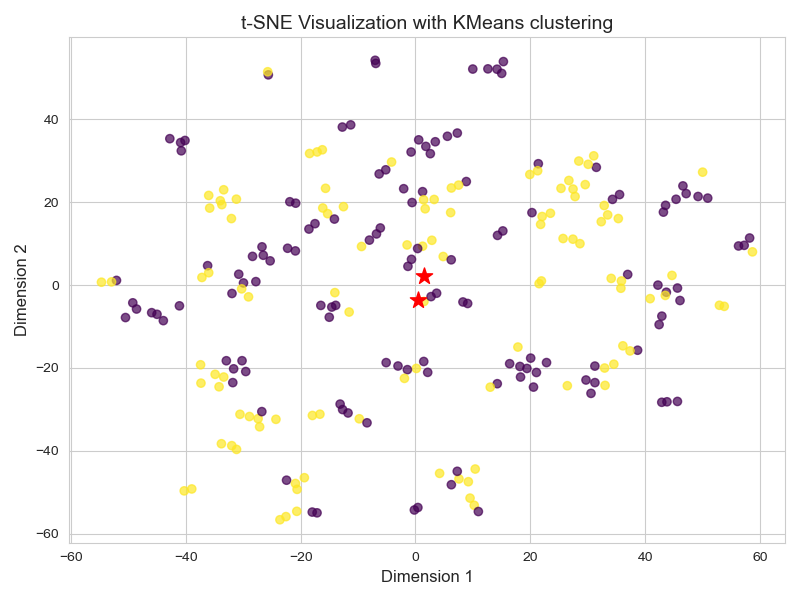 t-SNE Visualization with KMeans clustering
Dimension 2
40
20
0
−20
−40
−60
−60 −40 −20 0 20 40 60
Dimension 1